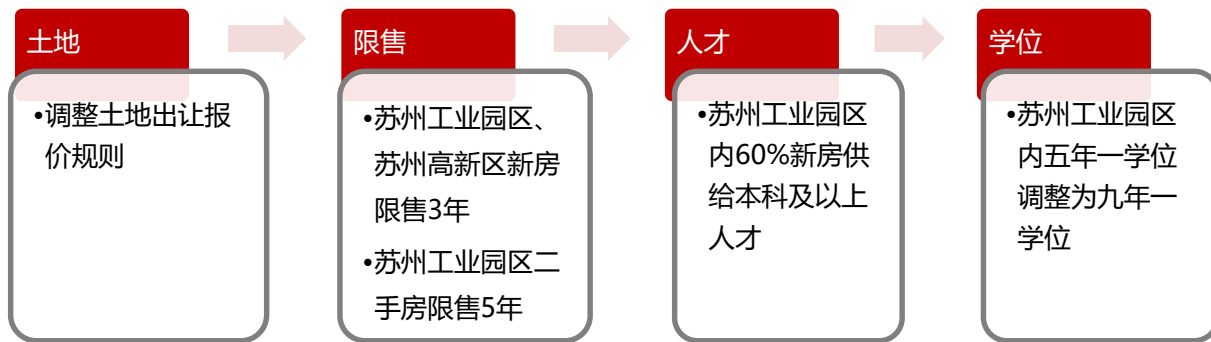 土地
•调整土地出让报
价规则
限售
•苏州工业园区、
苏州高新区新房
限售3年
•苏州工业园区二
手房限售5年
人才
•苏州工业园区
内60%新房供
给本科及以上
人才
学位
•苏州工业园区
内五年一学位
调整为九年一
学位